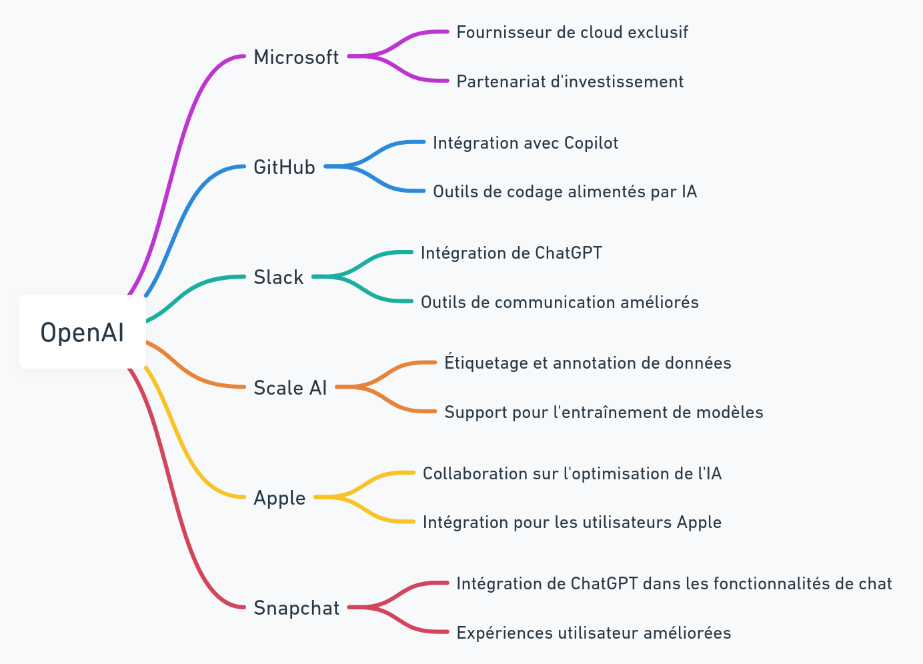 OpenAI
Microsoft
Fournisseur de cloud exclusif
Partenariat d'investissement
GitHub
Intégration avec Copilot
Outils de codage alimentés par IA
Slack
Intégration de ChatGPT
Outils de communication améliorés
Scale AI
Étiquetage et annotation de données
Support pour l'entraînement de modèles
Apple
Collaboration sur l'optimisation de l'IA
Intégration pour les utilisateurs Apple
Snapchat
Intégration de ChatGPT dans les fonctionnalités de chat
Expériences utilisateur améliorées